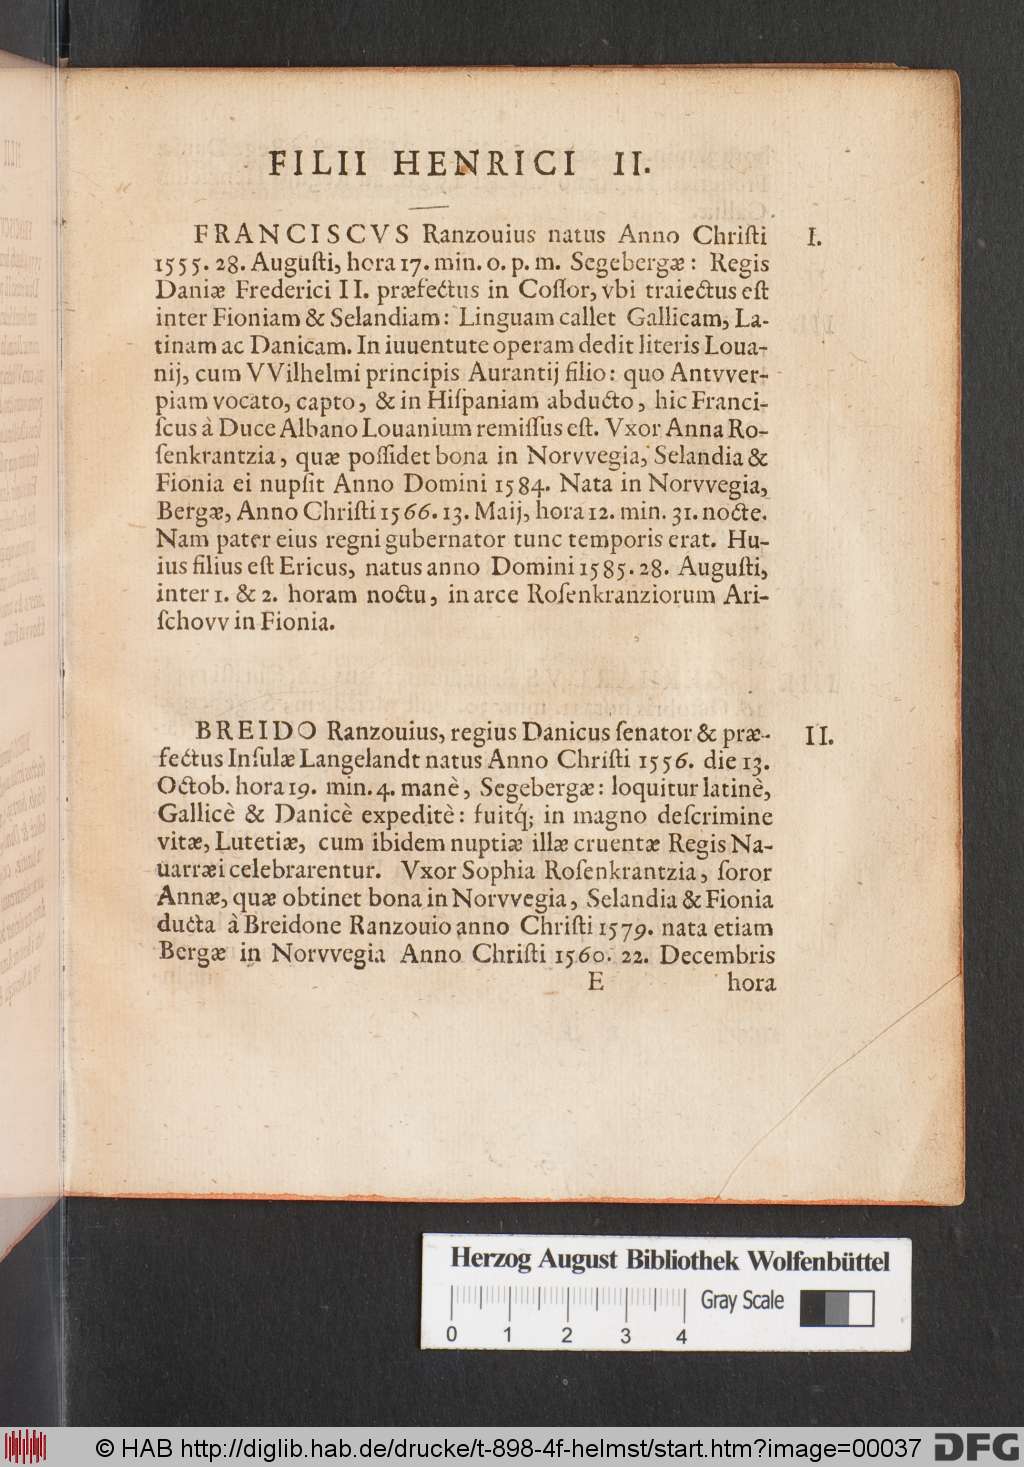 FILII HENRICI II.
FRANCISCVS Ranzouius natus Anno Chriſti I.
1555. 28. Auguſti, hora 17. min. 0. p. m. Segebergæ: Regis
Daniæ Frederici II. præfectus in Coſſor, vbi traiectus eſt
inter Fioniam & Selandiam: Linguam callet Gallicam, La-
tinam ac Danicam. In iuuentute operam dedit literis Loua-
nij, cum VVilhelmi principis Aurantij filio: quo Antvver-
piam vocato, capto, & in Hiſpaniam abducto, hic Franci-
ſcus à Duce Albano Louanium remiſſus eſt. Vxor Anna Ro-
ſenkrantzia, quæ poſſidet bona in Norvvegia, Selandia &
Fionia ei nupſit Anno Domini 1584. Nata in Norvvegia,
Bergæ, Anno Chriſti 1566. 13. Maij, hora 12. min. 31. nocte.
Nam pater eius regni gubernator tunc temporis erat. Hu-
ius filius eſt Ericus, natus anno Domini 1585. 28. Auguſti,
inter 1. & 2. horam noctu, in arce Roſenkranziorum Ari-
ſchovv in Fionia.
BREIDO Ranzouius, regius Danicus ſenator & præ- II.
fectus Inſulæ Langelandt natus Anno Chriſti 1556. die 13.
Octob. hora 19. min. 4. manè, Segebergæ: loquitur latinè,
Gallicè & Danicè expeditè: fuitq́; in magno deſcrimine
vitæ, Lutetiæ, cum ibidem nuptiæ illæ cruentæ Regis Na-
uarræi celebrarentur. Vxor Sophia Roſenkrantzia, ſoror
Annæ, quæ obtinet bona in Norvvegia, Selandia & Fionia
ducta à Breidone Ranzouio anno Chriſti 1579. nata etiam
Bergæ in Norvvegia Anno Chriſti 1560. 22. Decembris
E hora
Herzog August Bibliothek Wolfenbüttel
Gray Scale
0 1 2 3 4
© HAB http://diglib.hab.de/drucke/t-898-4f-helmst/start.htm?image=00037 DFG